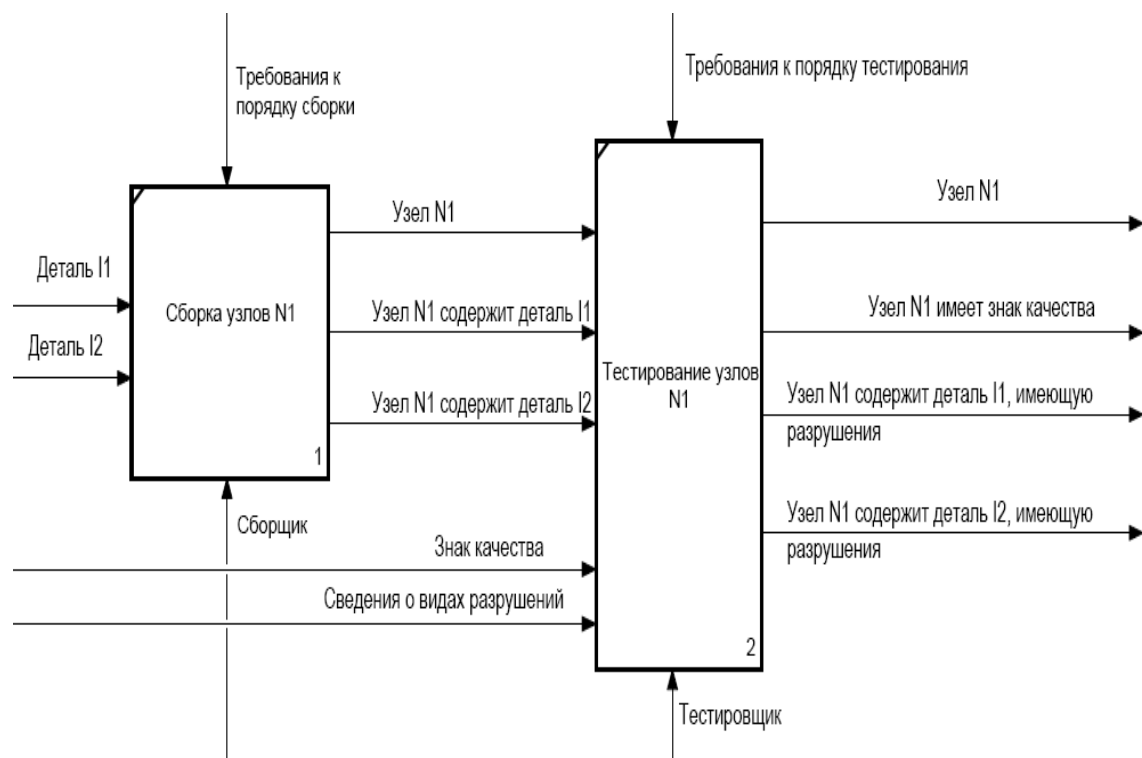 Требования к
порядку сборки
Требования к порядку тестирования
Деталь I1
Деталь I2
Сборка узлов N1
1
Узел N1
Узел N1 содержит деталь I1
Узел N1 содержит деталь I2
Сборщик
Знак качества
Сведения о видах разрушений
Тестирование узлов
N1
2
Тестировщик
Узел N1
Узел N1 имеет знак качества
Узел N1 содержит деталь I1, имеющую
разрушения
Узел N1 содержит деталь I2, имеющую
разрушения